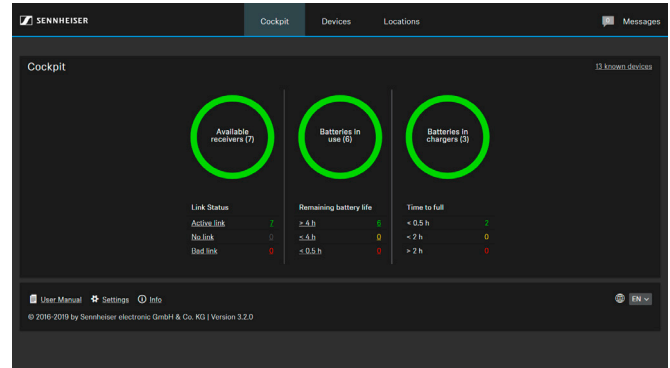 SENNHEISER
Cockpit
Devices
Locations
0
Messages
Cockpit
13 known devices
Available
receivers (7)
Batteries in
use (6)
Batteries in
chargers (3)
Link Status
Active link 7
No link 0
Bad link 0
Remaining battery life
> 4 h 6
< 4 h 0
< 0.5 h 0
Time to full
< 0.5 h 2
< 2 h 0
> 2 h 0
User Manual
Settings
Info
EN
© 2016-2019 by Sennheiser electronic GmbH & Co. KG | Version 3.2.0